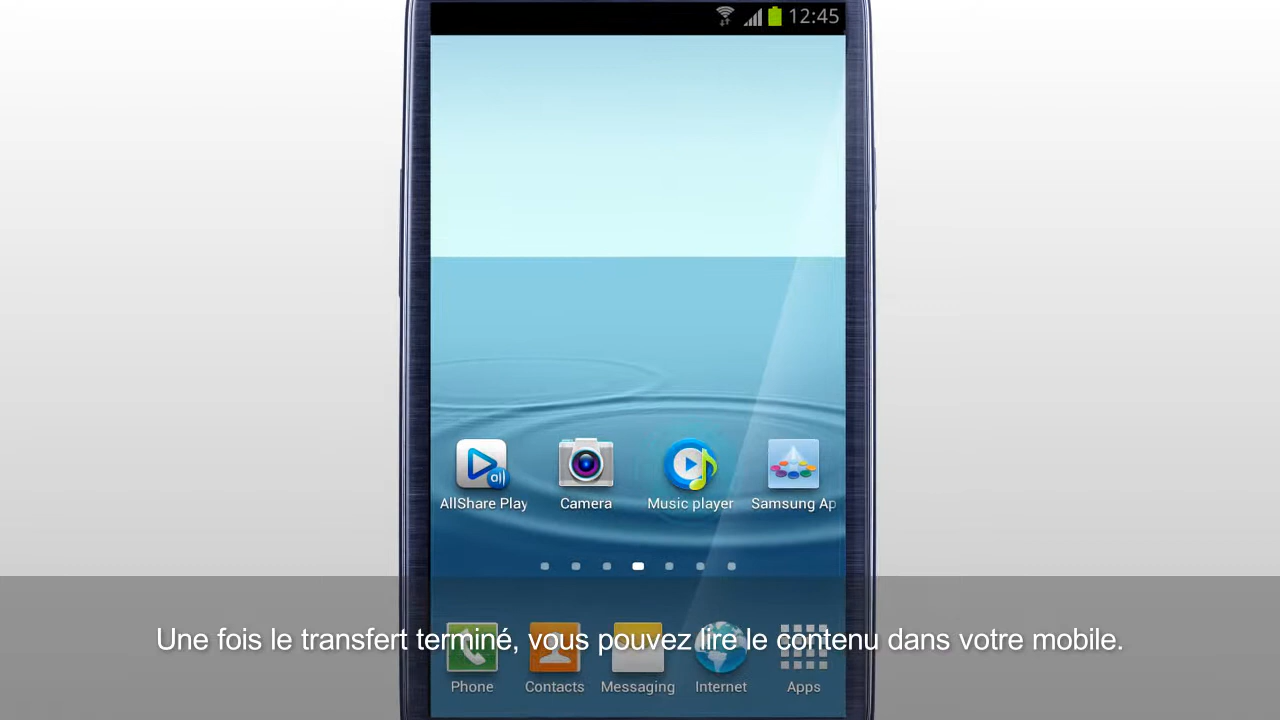 12:45
AllShare Play
all
Camera
Music player
Samsung Ap
Une fois le transfert terminé, vous pouvez lire le contenu dans votre mobile.
Phone
Contacts
Messaging
Internet
Apps